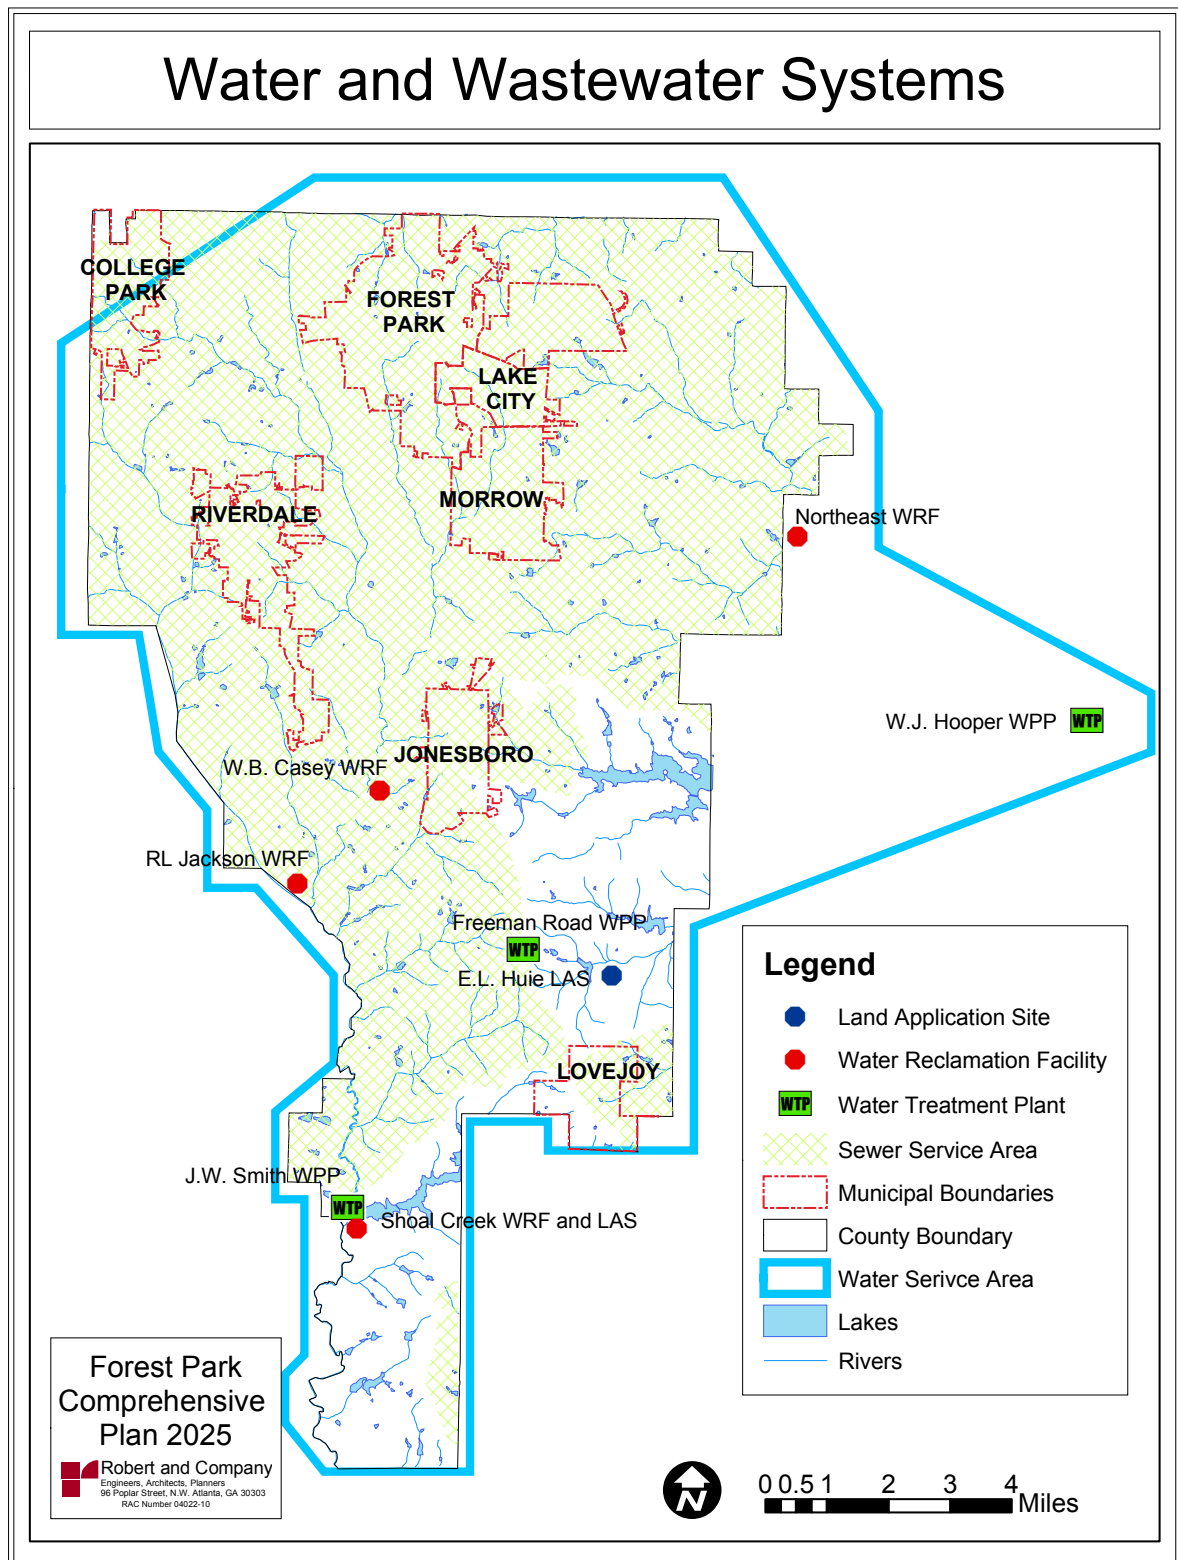 Water and Wastewater Systems
COLLEGE
PARK
FOREST
PARK
LAKE
CITY
MORROW
RIVERDALE
Northeast WRF
W.J. Hooper WPP
WTP
JONESBORO
W.B. Casey WRF
RL Jackson WRF
Freeman Road WPP
WTP
E.L. Huie LAS
LOVEJOY
J.W. Smith WPP
WTP
Shoal Creek WRF and LAS
Legend
Land Application Site
Water Reclamation Facility
WTP
Water Treatment Plant
Sewer Service Area
Municipal Boundaries
County Boundary
Water Serivce Area
Lakes
Rivers
Forest Park
Comprehensive
Plan 2025
Robert and Company
Engineers, Architects, Planners
96 Poplar Street, N.W. Atlanta, GA 30303
RAC Number 04022-10
N
0 0.5 1 2 3 4
Miles